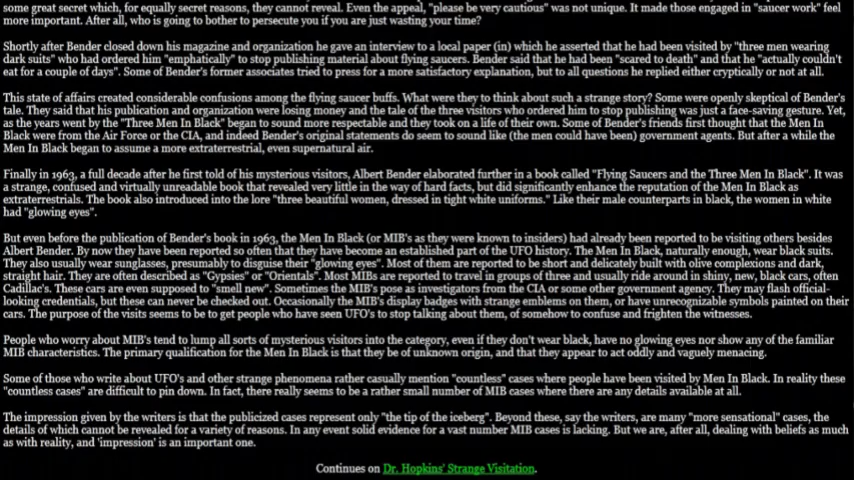 some great secret which, for equally secret reasons, they cannot reveal. Even the appeal, "please be very cautious" was not unique. It made those engaged in "saucer work" feel
more important. After all, who is going to bother to persecute you if you are just wasting your time?
Shortly after Bender closed down his magazine and organization he gave an interview to a local paper (in) which he asserted that he had been visited by "three men wearing
dark suits" who had ordered him "emphatically" to stop publishing material about flying saucers. Bender said that he had been "scared to death" and that he "actually couldn't
eat for a couple of days". Some of Bender's former associates tried to press for a more satisfactory explanation, but to all questions he replied either cryptically or not at all.
This state of affairs created considerable confusions among the flying saucer buffs. What were they to think about such a strange story? Some were openly skeptical of Bender's
tale. They said that his publication and organization were losing money and the tale of the three visitors who ordered him to stop publishing was just a face-saving gesture. Yet,
as the years went by the "Three Men In Black" began to sound more respectable and they took on a life of their own. Some of Bender's friends first thought that the Men In
Black were from the Air Force or the CIA, and indeed Bender's original statements do seem to sound like (the men could have been) government agents. But after a while the
Men In Black began to assume a more extraterrestrial, even supernatural air.
Finally in 1963, a full decade after he first told of his mysterious visitors, Albert Bender elaborated further in a book called "Flying Saucers and the Three Men In Black". It was
a strange, confused and virtually unreadable book that revealed very little in the way of hard facts, but did significantly enhance the reputation of the Men In Black as
extraterrestrials. The book also introduced into the lore "three beautiful women, dressed in tight white uniforms." Like their male counterparts in black, the women in white
had "glowing eyes".
But even before the publication of Bender's book in 1963, the Men In Black (or MIB's as they were known to insiders) had already been reported to be visiting others besides
Albert Bender. By now they have been reported so often that they have become an established part of the UFO history. The Men In Black, naturally enough, wear black suits.
They also usually wear sunglasses, presumably to disguise their "glowing eyes". Most of them are reported to be short and delicately built with olive complexions and dark,
straight hair. They are often described as "Gypsies" or "Orientals". Most MIBs are reported to travel in groups of three and usually ride around in shiny, new, black cars, often
Cadillac's. These cars are even supposed to "smell new". Sometimes the MIB's pose as investigators from the CIA or some other government agency. They may flash official-
looking credentials, but these can never be checked out. Occasionally the MIB's display badges with strange emblems on them, or have unrecognizable symbols painted on their
cars. The purpose of the visits seems to be to get people who have seen UFO's to stop talking about them, of somehow to confuse and frighten the witnesses.
People who worry about MIB's tend to lump all sorts of mysterious visitors into the category, even if they don't wear black, have no glowing eyes nor show any of the familiar
MIB characteristics. The primary qualification for the Men In Black is that they be of unknown origin, and that they appear to act oddly and vaguely menacing.
Some of those who write about UFO's and other strange phenomena rather casually mention "countless" cases where people have been visited by Men In Black. In reality these
"countless cases" are difficult to pin down. In fact, there really seems to be a rather small number of MIB cases where there are any details available at all.
The impression given by the writers is that the publicized cases represent only "the tip of the iceberg". Beyond these, say the writers, are many "more sensational" cases, the
details of which cannot be revealed for a variety of reasons. In any event solid evidence for a vast number MIB cases is lacking. But we are, after all, dealing with beliefs as much
as with reality, and 'impression' is an important one.
Continues on Dr. Hopkins' Strange Visitation.